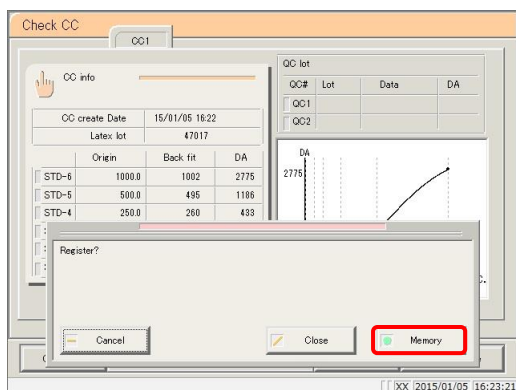 Check CC
CC1
CC info
CC create Date 15/01/05 16:22
Latex lot 47017
Origin Back fit DA
STD-6 1000.0 1002 2775
STD-5 500.0 495 1186
STD-4 250.0 260 433
QC lot
QC# Lot Data DA
QC1
QC2
DA
2775
Register?
Cancel
Close
Memory
XX 2015/01/05 16:23:21